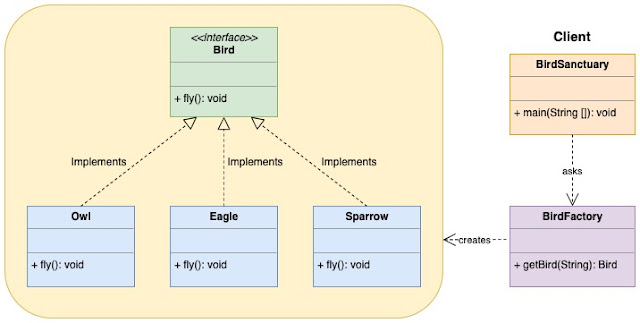 <<interface>>
Bird
+ fly(): void
Implements
Implements
Implements
Owl
+ fly(): void
Eagle
+ fly(): void
Sparrow
+ fly(): void
Client
BirdSanctuary
+ main(String []): void
asks
BirdFactory
+ getBird(String): Bird
creates